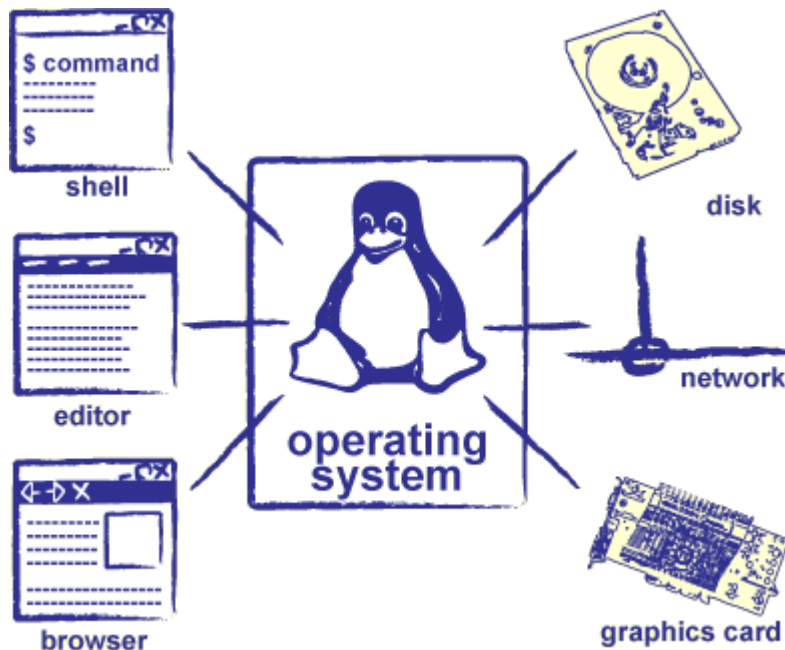 $ command
$
shell
editor
browser
operating
system
disk
network
graphics card